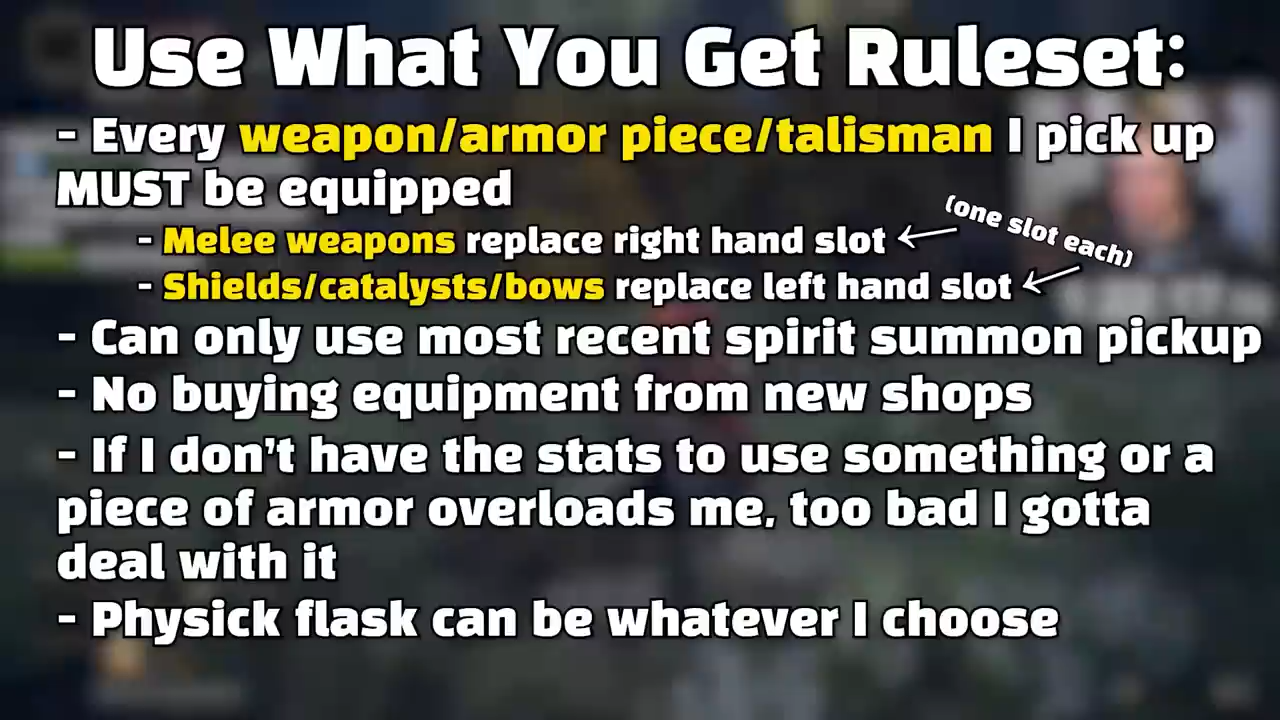 Use What You Get Ruleset:
- Every weapon/armor piece/talisman I pick up
MUST be equipped
- Melee weapons replace right hand slot
(one slot each)
- Shields/catalysts/bows replace left hand slot
- Can only use most recent spirit summon pickup
- No buying equipment from new shops
- If I don't have the stats to use something or a
piece of armor overloads me, too bad I gotta
deal with it
- Physick flask can be whatever I choose